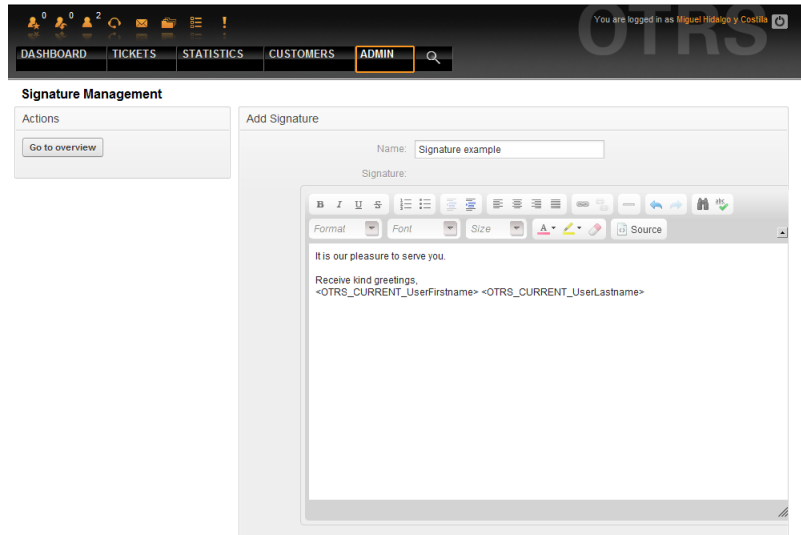 0 0 2
You are logged in as Miguel Hidalgo y Costilla
OTRS
DASHBOARD TICKETS STATISTICS CUSTOMERS ADMIN
Signature Management
Actions
Go to overview
Add Signature
Name: Signature example
Signature:
B I U S abc
Format Font Size A Source
It is our pleasure to serve you.
Receive kind greetings,
<OTRS_CURRENT_UserFirstname> <OTRS_CURRENT_UserLastname>